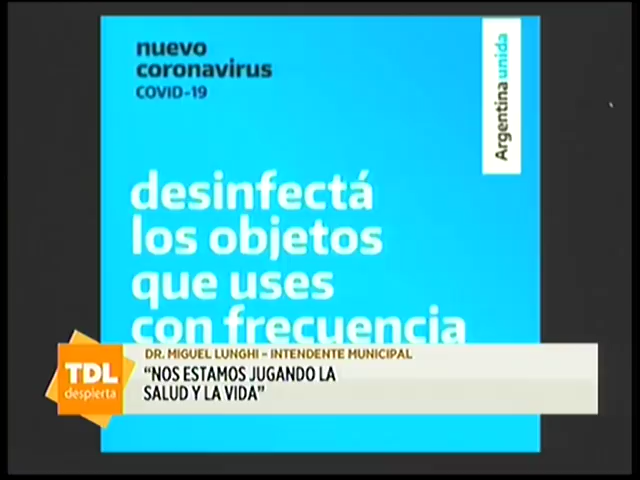 nuevo
coronavirus
COVID-19
Argentina unida
desinfectá
los objetos
que uses
con frecuencia
DR. MIGUEL LUNGHI - INTENDENTE MUNICIPAL
"NOS ESTAMOS JUGANDO LA
SALUD Y LA VIDA"
TDL
despierta